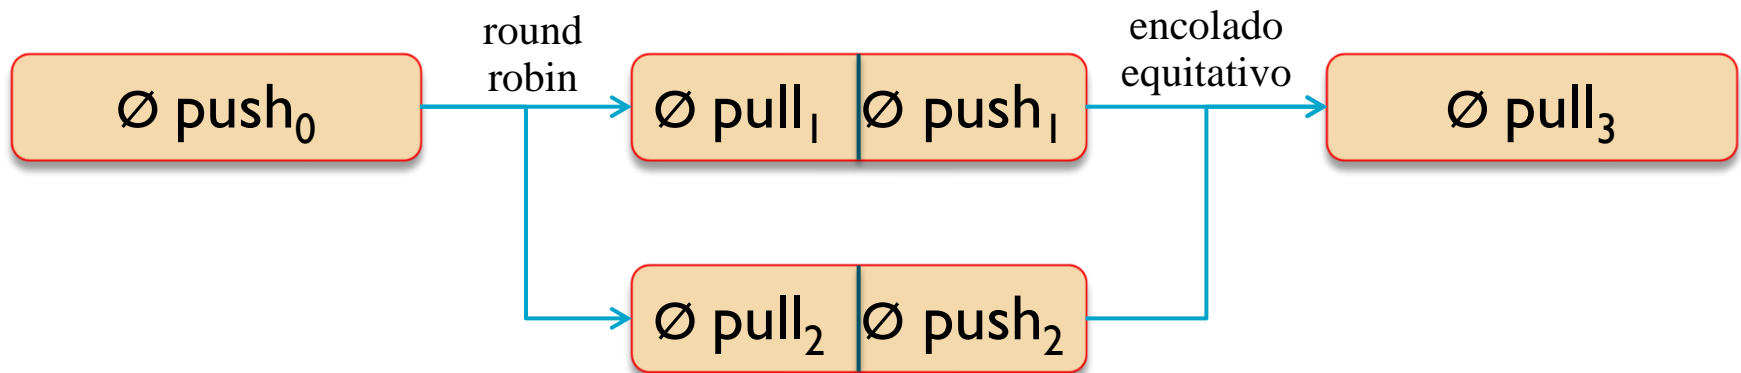 round
robin
encolado
equitativo
Ø push₀
Ø pull₁ Ø push₁
Ø pull₃
Ø pull₂ Ø push₂